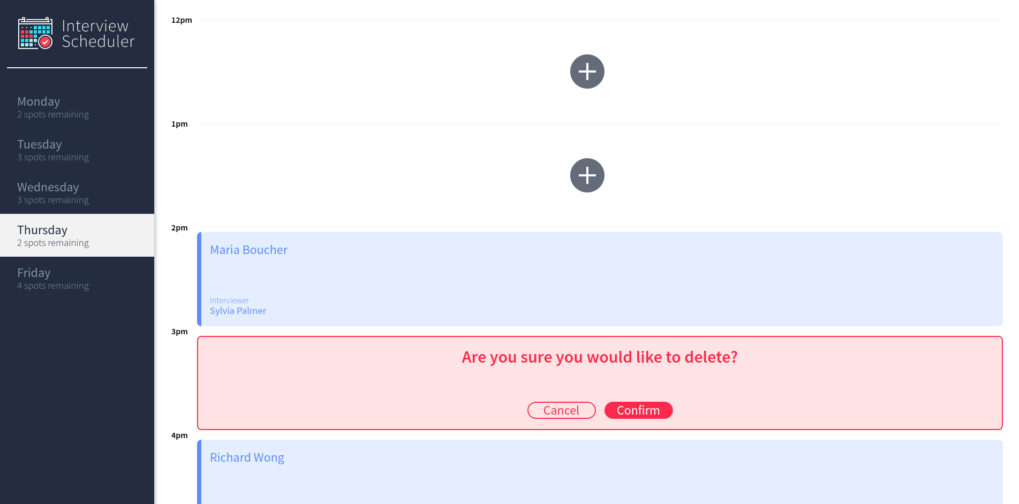 Interview
Scheduler
Monday
2 spots remaining
Tuesday
3 spots remaining
Wednesday
3 spots remaining
Thursday
2 spots remaining
Friday
4 spots remaining
12pm
1pm
2pm
Maria Boucher
Interviewer
Sylvia Palmer
3pm
Are you sure you would like to delete?
Cancel Confirm
4pm
Richard Wong